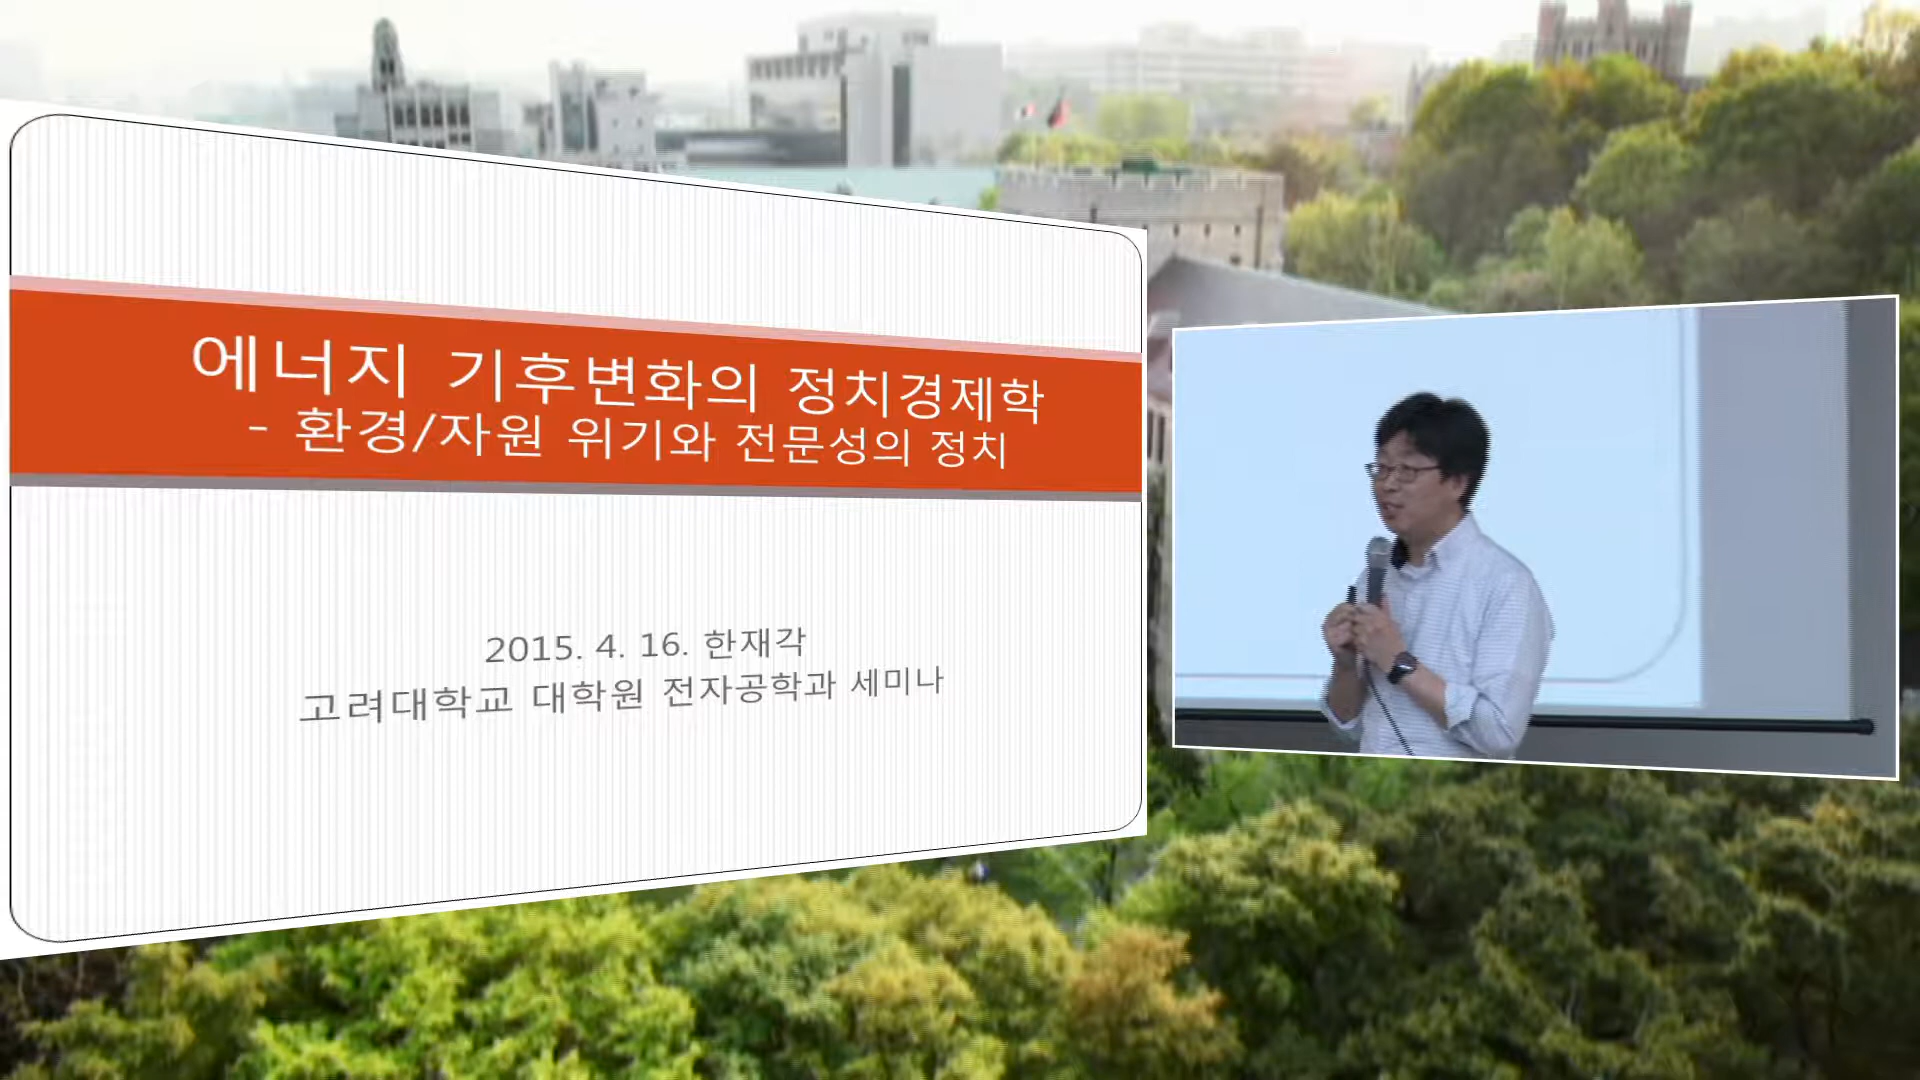 에너지 기후변화의 정치경제학
- 환경/자원 위기와 전문성의 정치
2015. 4. 16. 한재각
고려대학교 대학원 전자공학과 세미나